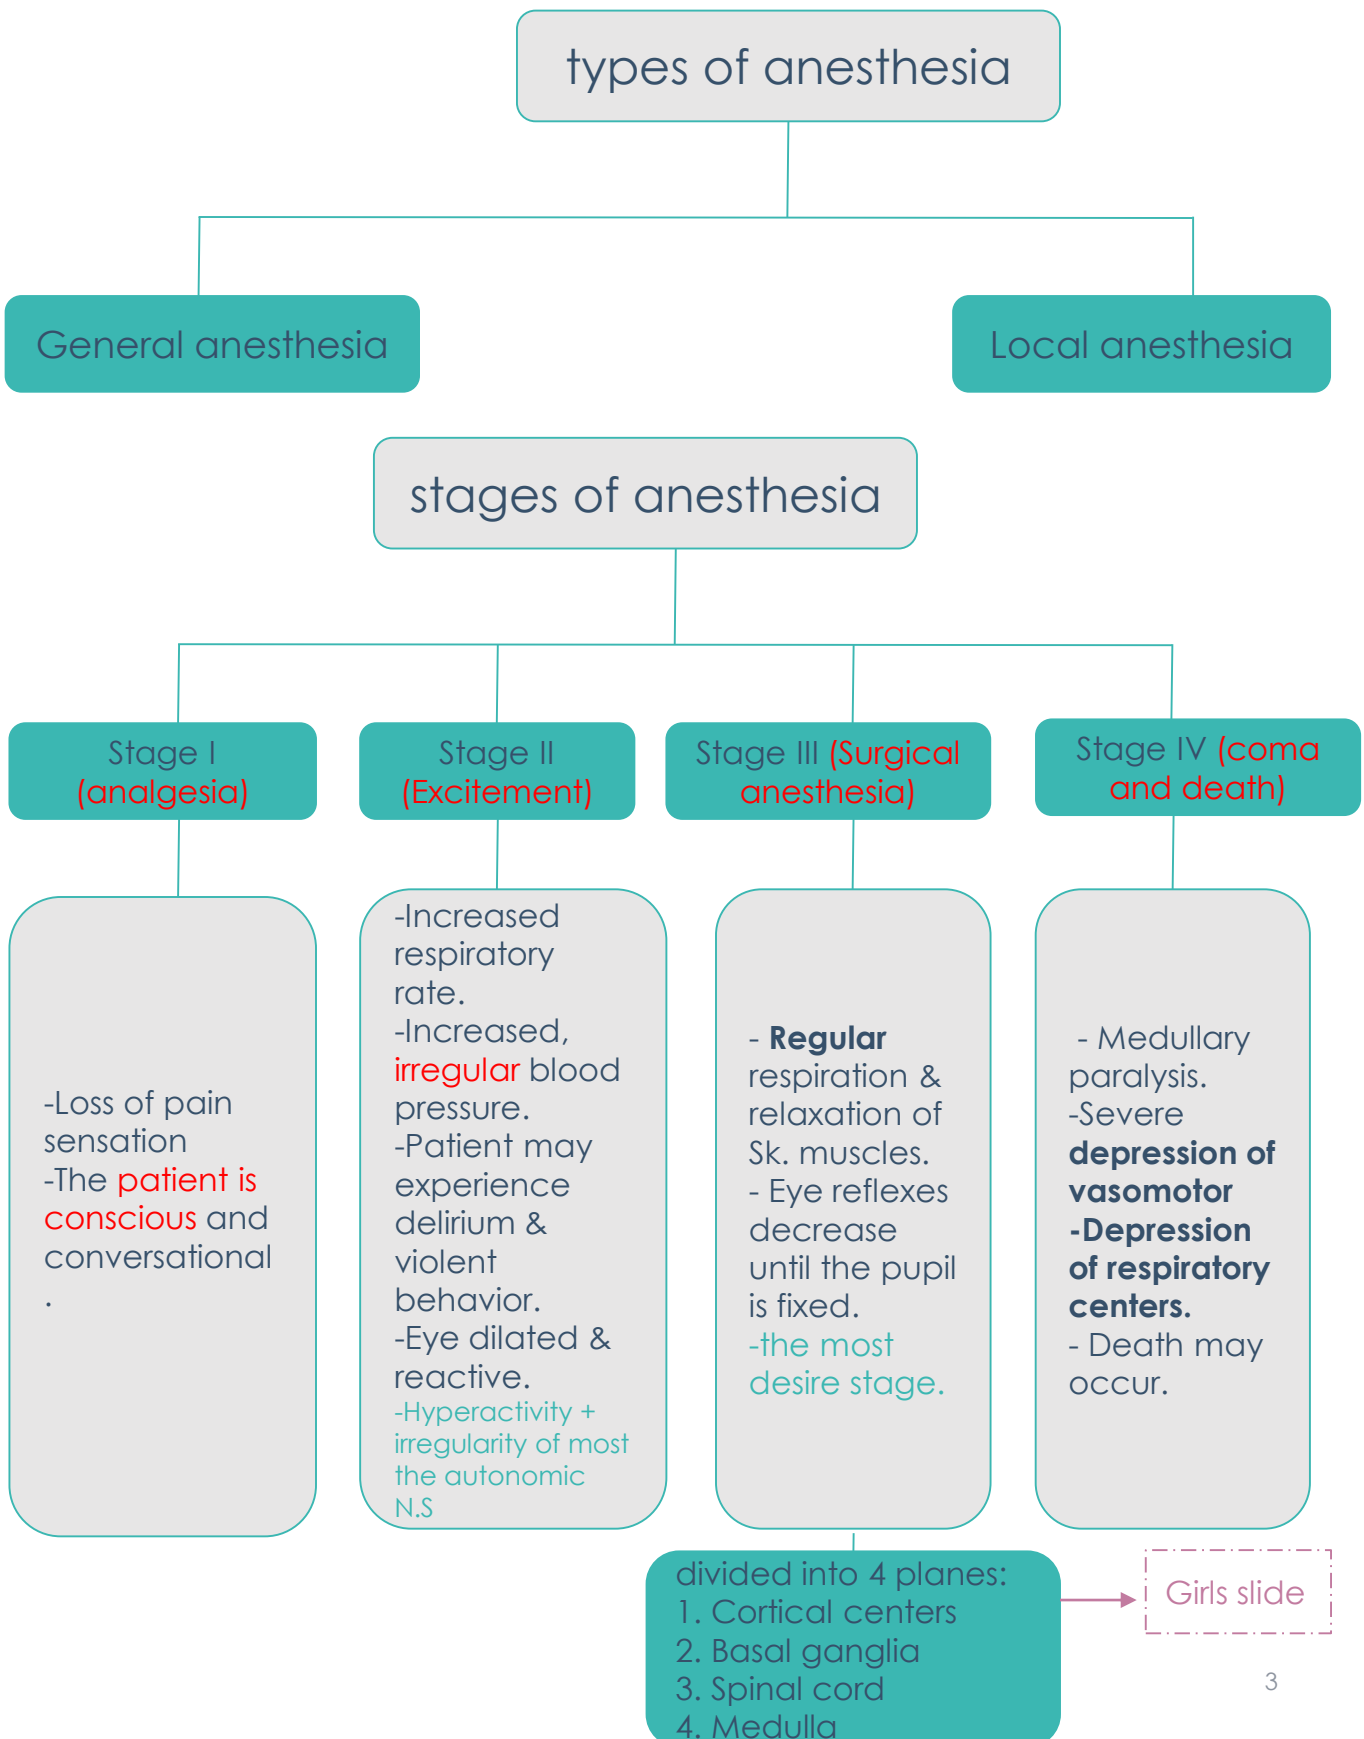 types of anesthesia
General anesthesia
Local anesthesia
stages of anesthesia
Stage I
(analgesia)
-Loss of pain
sensation
-The patient is
conscious and
conversational
.
Stage II
(Excitement)
-Increased
respiratory
rate.
-Increased,
irregular blood
pressure.
-Patient may
experience
delirium &
violent
behavior.
-Eye dilated &
reactive.
-Hyperactivity +
irregularity of most
the autonomic
N.S
Stage III (Surgical
anesthesia)
- Regular
respiration &
relaxation of
Sk. muscles.
- Eye reflexes
decrease
until the pupil
is fixed.
-the most
desire stage.
divided into 4 planes:
1. Cortical centers
2. Basal ganglia
3. Spinal cord
4. Medulla
Girls slide
Stage IV (coma
and death)
- Medullary
paralysis.
-Severe
depression of
vasomotor
-Depression
of respiratory
centers.
- Death may
occur.
3